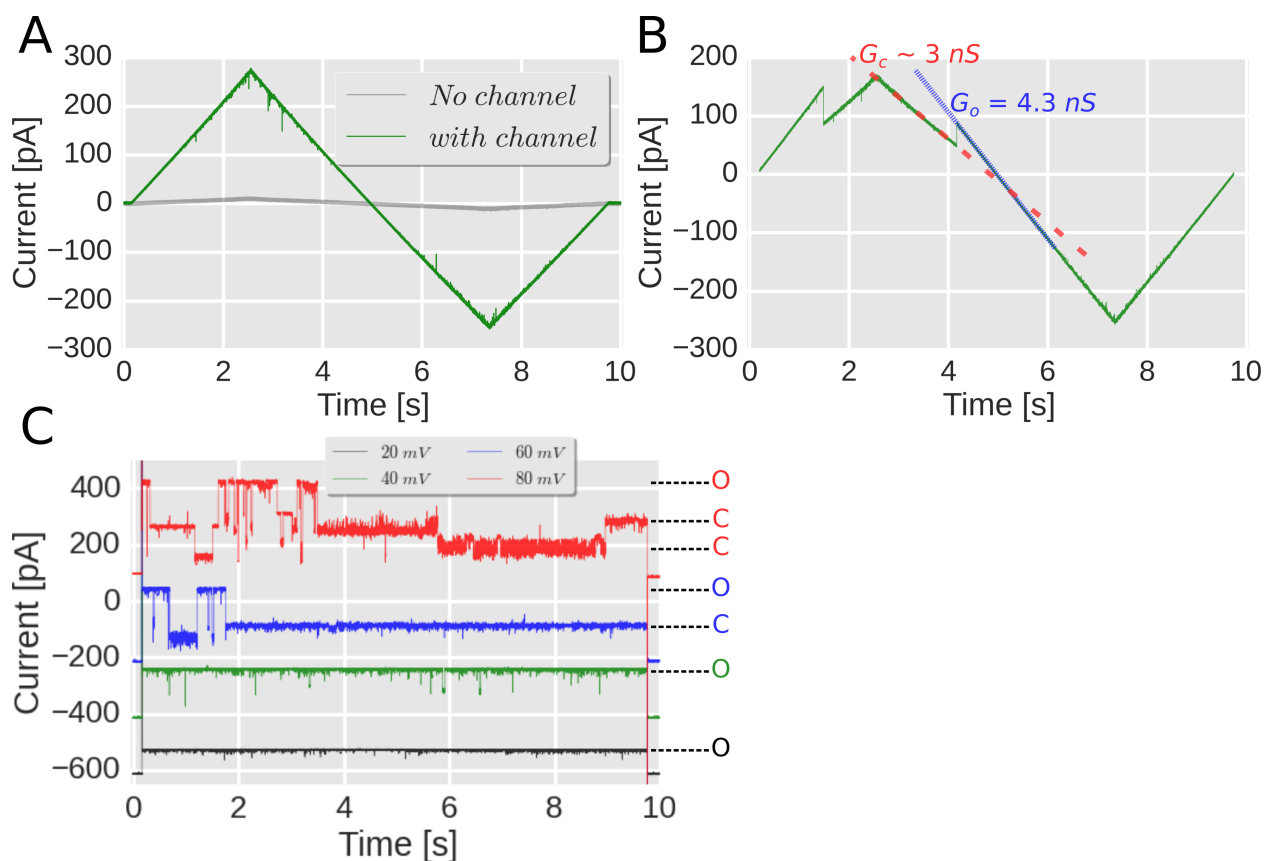 A
300
200
100
0
−100
−200
−300
Current [pA]
No channel
with channel
0 2 4 6 8 10
Time [s]
B
200
100
0
−100
−200
−300
Current [pA]
G_c ~ 3 nS
G_o = 4.3 nS
0 2 4 6 8 10
Time [s]
C
20 mV 60 mV
40 mV 80 mV
400
200
0
−200
−400
−600
Current [pA]
O
C
C
O
C
O
O
0 2 4 6 8 10
Time [s]